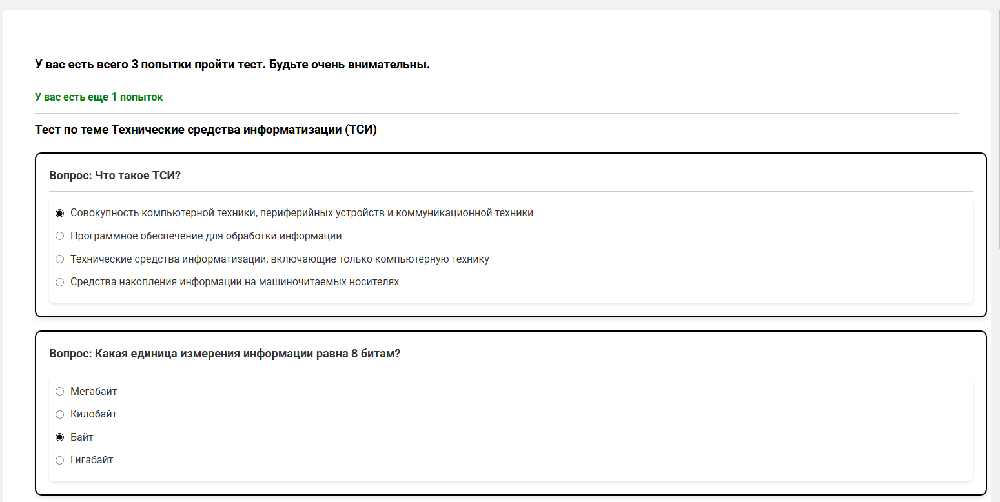 У вас есть всего 3 попытки пройти тест. Будьте очень внимательны.
У вас есть еще 1 попыток
Тест по теме Технические средства информатизации (ТСИ)
Вопрос: Что такое ТСИ?
Совокупность компьютерной техники, периферийных устройств и коммуникационной техники
Программное обеспечение для обработки информации
Технические средства информатизации, включающие только компьютерную технику
Средства накопления информации на машиночитаемых носителях
Вопрос: Какая единица измерения информации равна 8 битам?
Мегабайт
Килобайт
Байт
Гигабайт